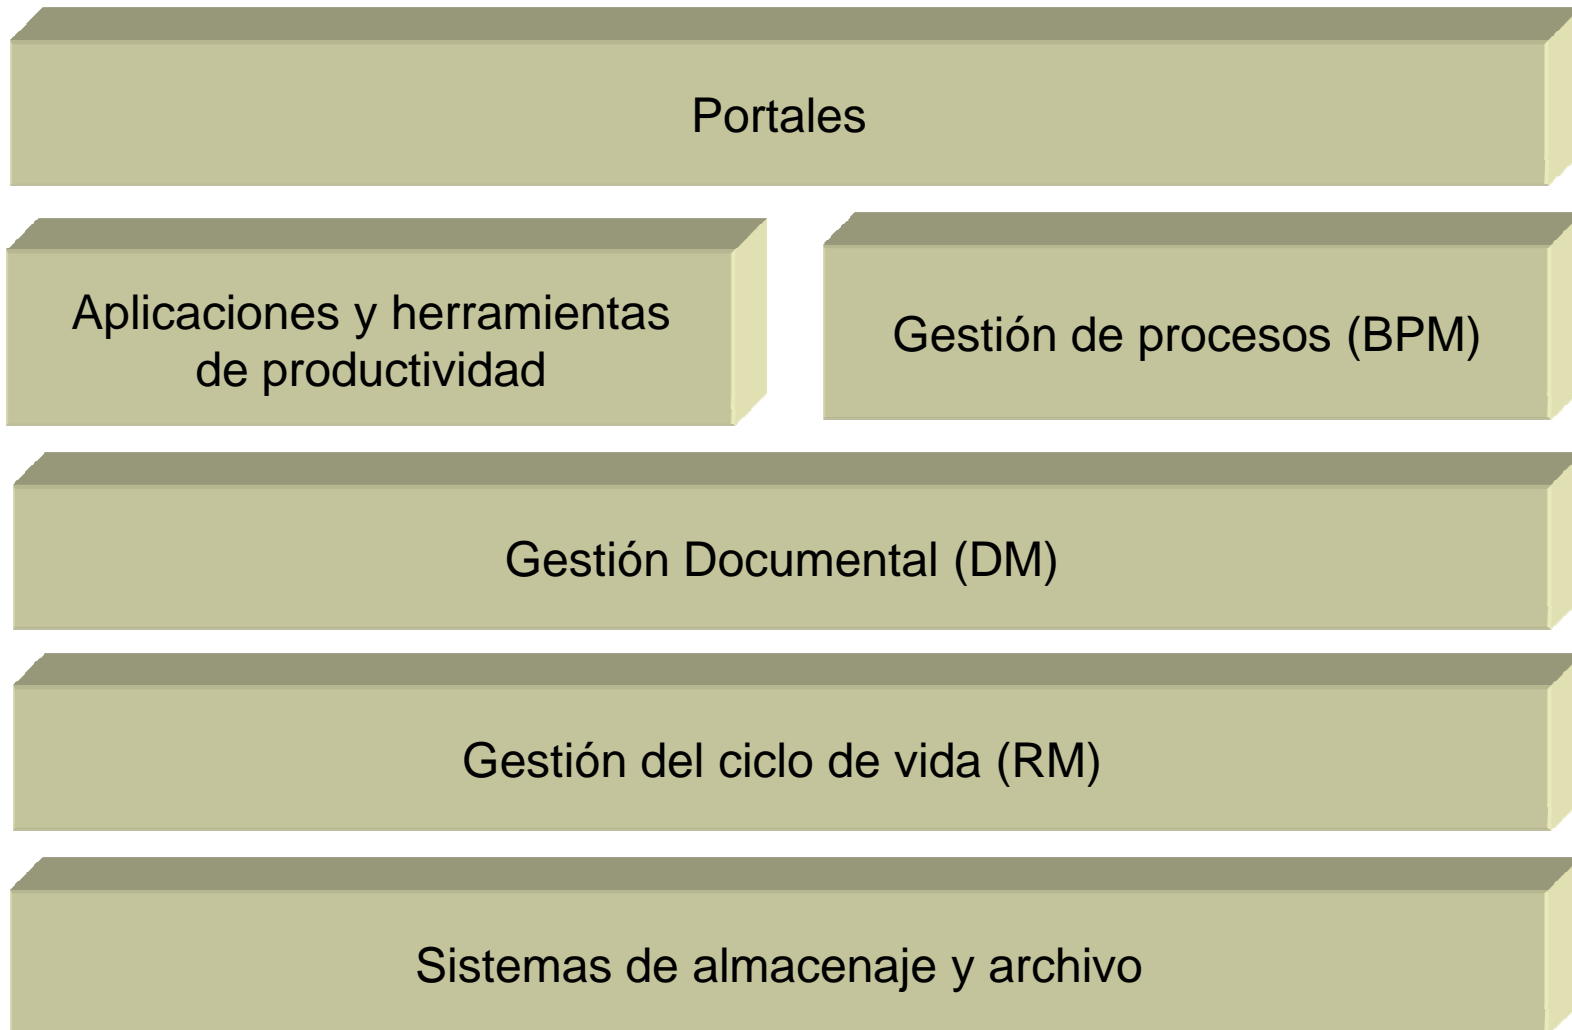 Portales
Aplicaciones y herramientas
de productividad
Gestión de procesos (BPM)
Gestión Documental (DM)
Gestión del ciclo de vida (RM)
Sistemas de almacenaje y archivo